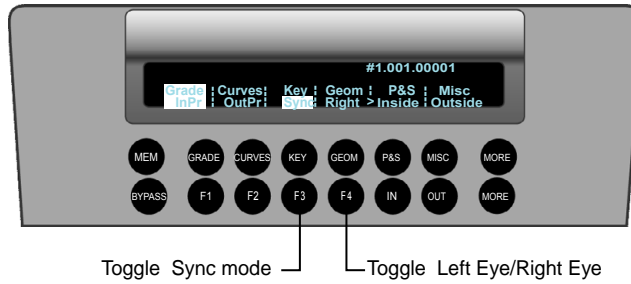 #1.001.00001
Grade ¦ Curves ¦ Key ¦ Geom ¦ P&S ¦ Misc
InPr ¦ OutPr ¦ Sync ¦ Right > Inside ¦ Outside
MEM GRADE CURVES KEY GEOM P&S MISC MORE
BYPASS F1 F2 F3 F4 IN OUT MORE
Toggle Sync mode Toggle Left Eye/Right Eye